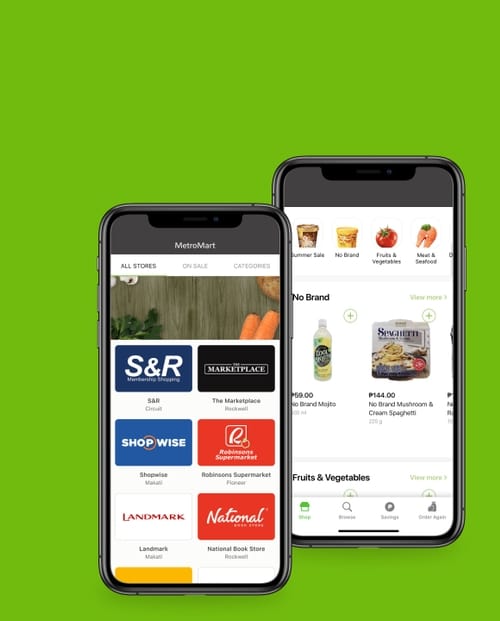 MetroMart
ALL STORES
ON SALE
CATEGORIES
S&R
Membership Shopping
S&R
Circuit
THE
MARKETPLACE
The Marketplace
Rockwell
SHOPWISE
Shopwise
Makati
R
Robinsons
Supermarket
Robinsons Supermarket
Pioneer
LANDMARK
Landmark
Makati
National
BOOK STORE
National Book Store
Rockwell
Summer Sale
No Brand
Fruits &
Vegetables
Meat &
Seafood
No Brand
View more >
₱59.00
No Brand Mojito
SPAGHETTI
₱144.00
No Brand Mushroom &
Cream Spaghetti
225 g
Fruits & Vegetables
View more >
Shop
Browse
Savings
Order Again